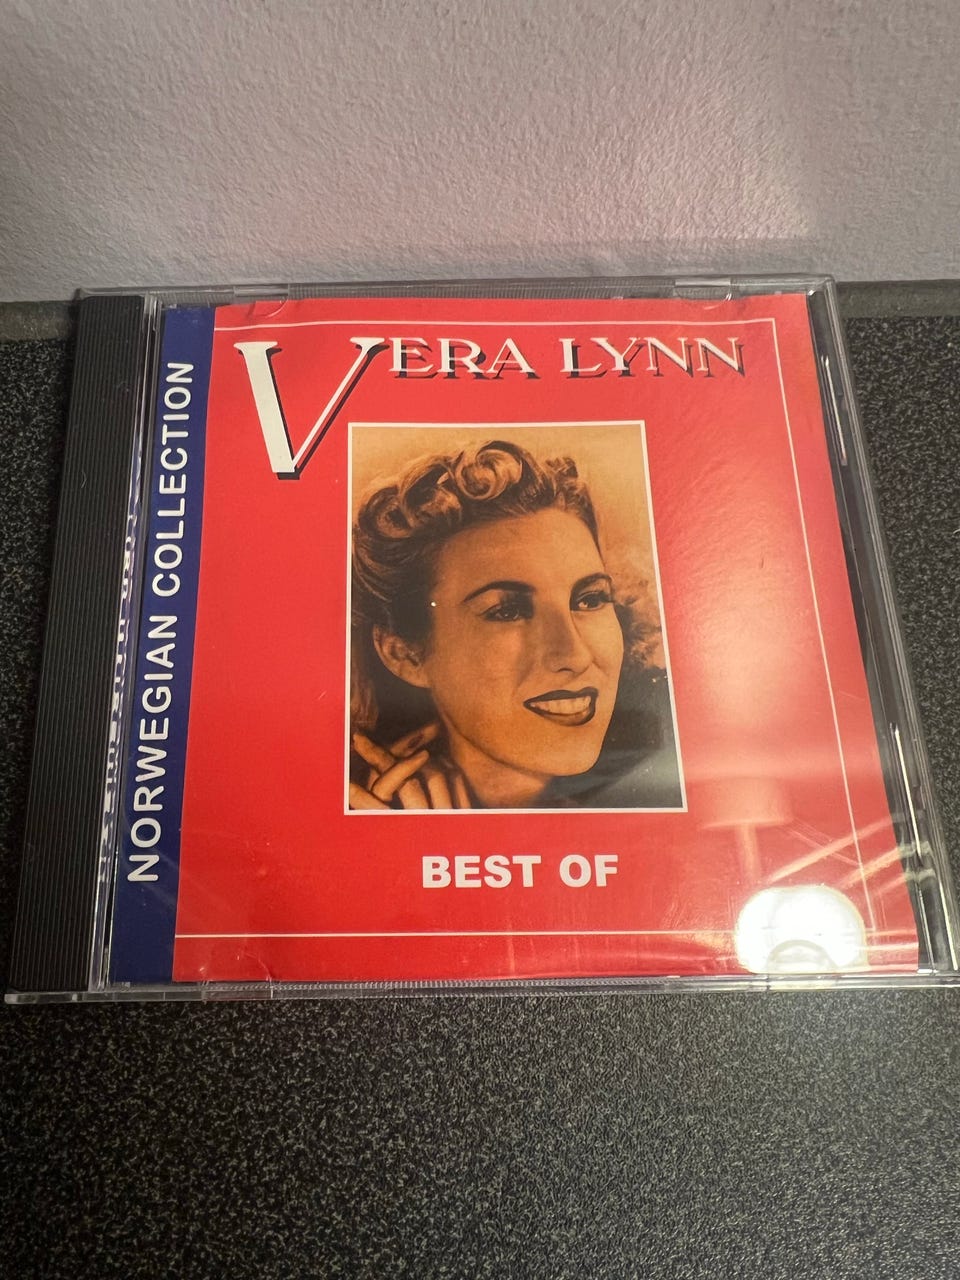 VERA LYNN
NORWEGIAN COLLECTION
BEST OF